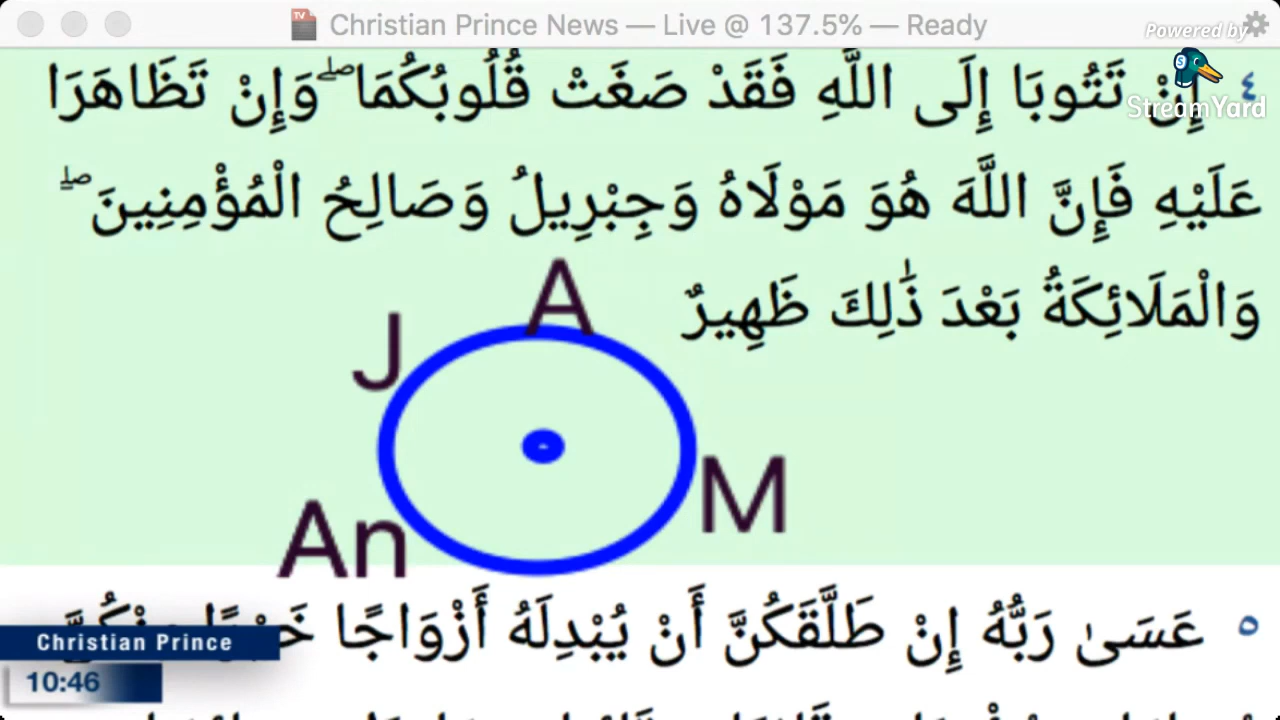 Christian Prince News — Live @ 137.5% — Ready
Powered by
StreamYard
٤ إِنْ تَتُوبَا إِلَى اللَّهِ فَقَدْ صَغَتْ قُلُوبُكُمَا ۖ وَإِنْ تَظَاهَرَا
عَلَيْهِ فَإِنَّ اللَّهَ هُوَ مَوْلَاهُ وَجِبْرِيلُ وَصَالِحُ الْمُؤْمِنِينَ ۖ
وَالْمَلَائِكَةُ بَعْدَ ذَٰلِكَ ظَهِيرٌ
A
J
M
An
٥ عَسَىٰ رَبُّهُ إِنْ طَلَّقَكُنَّ أَنْ يُبْدِلَهُ أَزْوَاجًا
Christian Prince
10:46